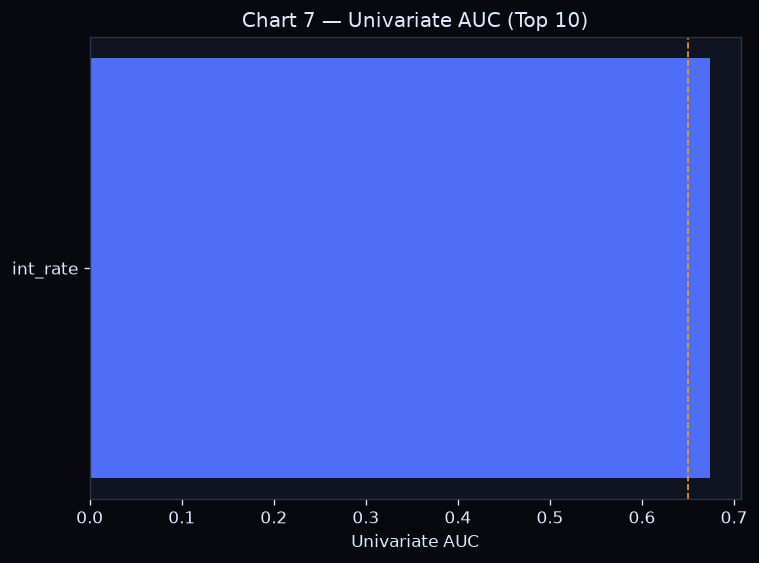 Chart 7 — Univariate AUC (Top 10)
int_rate
0.0 0.1 0.2 0.3 0.4 0.5 0.6 0.7
Univariate AUC